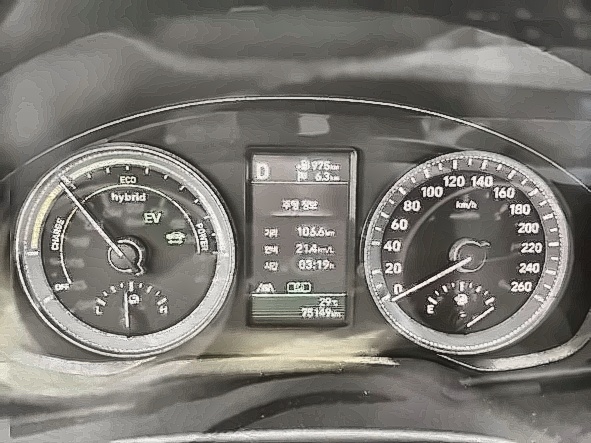 ECO
hybrid
EV
CHARGE
POWER
OFF
C
H
D
975km
6.3km
주행 정보
거리 106.6km
연비 21.4km/L
시간 03:19h
29℃
75149km
0
20
40
60
80
100
120
140
160
180
200
220
240
260
km/h
E